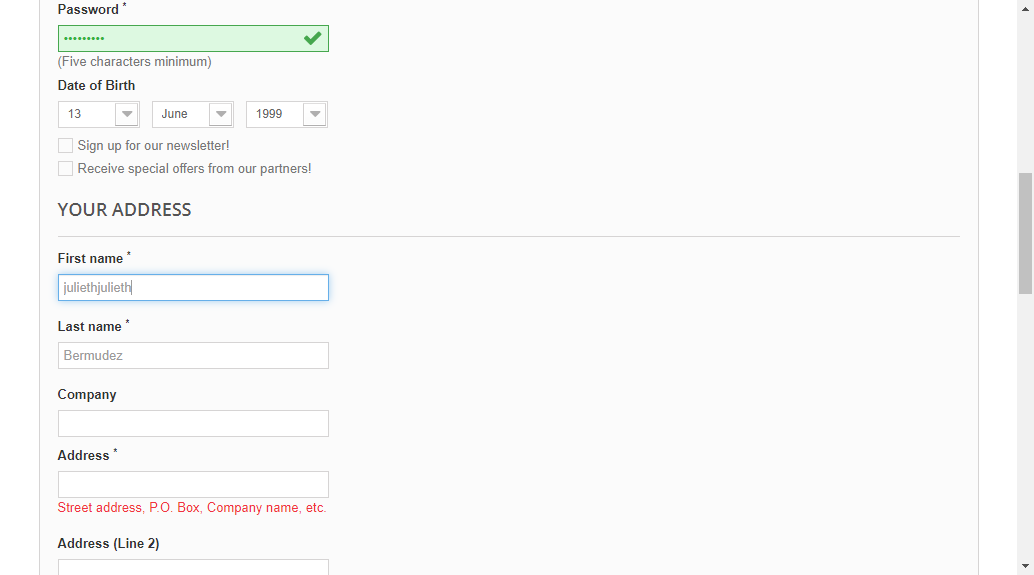 Password *
•••••••••
(Five characters minimum)
Date of Birth
13 June 1999
Sign up for our newsletter!
Receive special offers from our partners!
YOUR ADDRESS
First name *
juliethjulieth
Last name *
Bermudez
Company
Address *
Street address, P.O. Box, Company name, etc.
Address (Line 2)